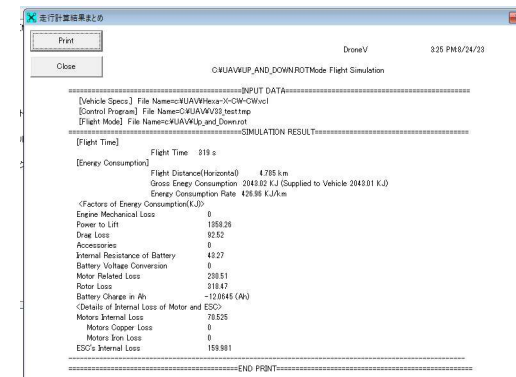 走行計算結果まとめ
Print
DroneV 3:25 PM:8/24/23
Close
C:¥UAV¥UP_AND_DOWN.ROTMode Flight Simulation
=====INPUT DATA=====
[Vehicle Specs] File Name=c:¥UAV¥Hexa-X-CW-CW.vcl
[Control Program] File Name=C:¥UAV¥V33_test.tmp
[Flight Mode] File Name=c:¥UAV¥Up_and_Down.rot
=====SIMULATION RESULT=====
[Flight Time]
Flight Time 319 s
[Energy Consumption]
Flight Distance(Horizontal) 4.785 km
Gross Enegy Consumption 2043.02 KJ (Supplied to Vehicle 2043.01 KJ)
Energy Consumption Rate 426.96 KJ/km
<Factors of Energy Consumption(KJ)>
Engine Mechanical Loss 0
Power to Lift 1358.26
Drag Loss 92.52
Accessories 0
Internal Resistance of Battery 43.27
Battery Voltage Conversion 0
Motor Related Loss 230.51
Rotor Loss 318.47
Battery Charge in Ah -12.0645 (Ah)
<Details of Internal Loss of Motor and ESC>
Motors Internal Loss 70.525
Motors Copper Loss 0
Motors Iron Loss 0
ESC's Internal Loss 159.981
=====END PRINT=====